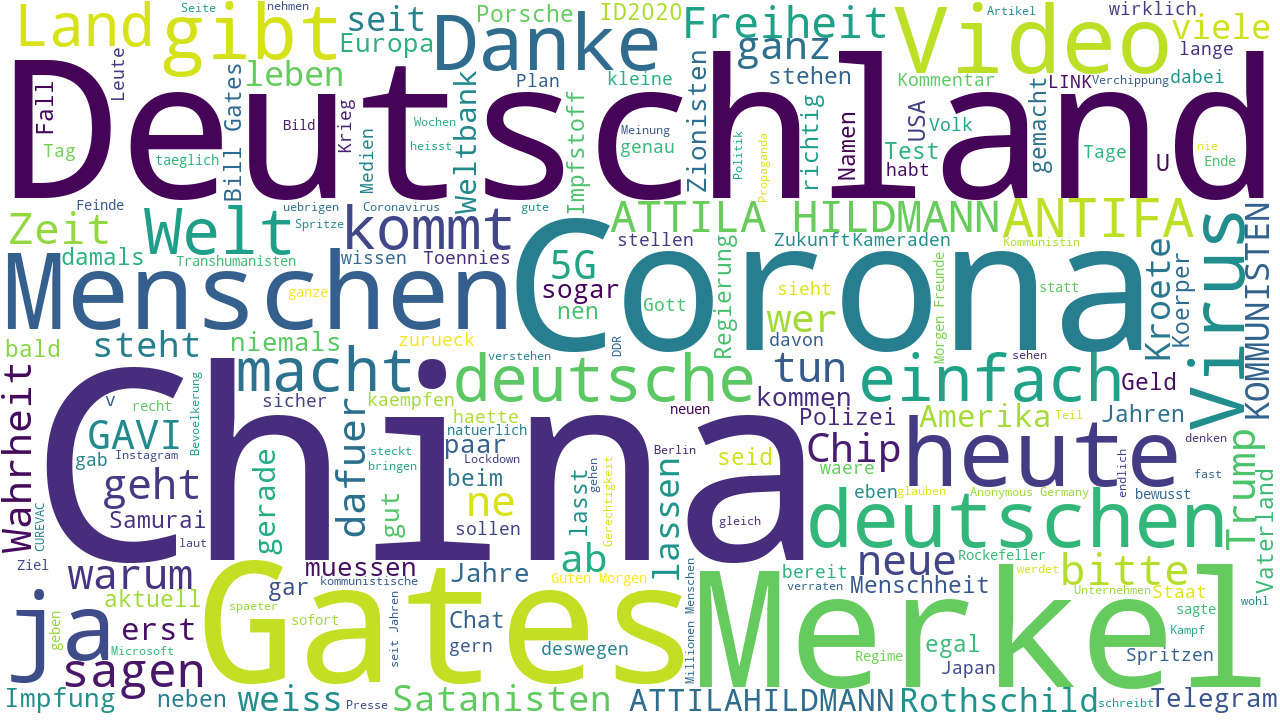 Land
gibt
Seite
nehmen
seit
Europa
Danke
Porsche
ID2020
Freiheit
ganz
Video
Artikel
wirklich
viele
lange
Leute
Fall
Tag
Deutschland
leben
Plan
kleine
stehen
Kommentar
LINK
Verchippung
dabei
taeglich
Bill Gates
Bild
Krieg
Medien
Wochen
heisst
Weltbank
Impfstoff
Meinung
genau
Zionisten
Politik
Propaganda
richtig
Namen
Test
habt
USA
Volk
gemacht
Tage
U
nie
Ende
Feinde
uebrigen
Coronavirus
gute
Spritze
Zeit
Welt
kommt
ATTILA HILDMANN
ANTIFA
Virus
KOMMUNISTEN
damals
Transhumanisten
wissen
Toennies
stellen
Zukunft
Kameraden
Kommunistin
Menschen
Corona
5G
sogar
nen
Gott
Regierung
sieht
wer
davon
Morgen Freunde
statt
Kroete
Koerper
ganze
bald
steht
niemals
zurueck
verstehen
DDR
sehen
China
macht
deutsche
tun
kommen
einfach
Geld
Wahrheit
v
recht
Bevoelkerung
sicher
kaempfen
haette
neuen
Polizei
Amerika
Teil
Jahren
GAVI
gab
Instagram
natuerlich
paar
steckt
bringen
Lockdown
Berlin
seid
Chip
waere
heute
denken
geht
gerade
dafuer
gut
beim
ne
sollen
gehen
Gerechtigkeit
lasst
lassen
gleich
eben
glauben
Anonymous Germany
endlich
bewusst
fast
Trump
Vaterland
CUREVAC
Samurai
laut
Ziel
deutschen
warum
muessen
ab
neue
Rockefeller
bitte
aktuell
kommunistische
gar
Jahre
Guten Morgen
bereit
Menschheit
werdet
Unternehmen
Staat
wohl
ja
spaeter
sofort
Gates
Merkel
verraten
sagte
geben
erst
Microsoft
seit Jahren
Chat
gern
deswegen
Millionen Menschen
Regime
egal
Japan
Kampf
Spritzen
sagen
Impfung
neben
weiss
Presse
Satanisten
ATTILAHILDMANN
Rothschild
schreibt
Telegram